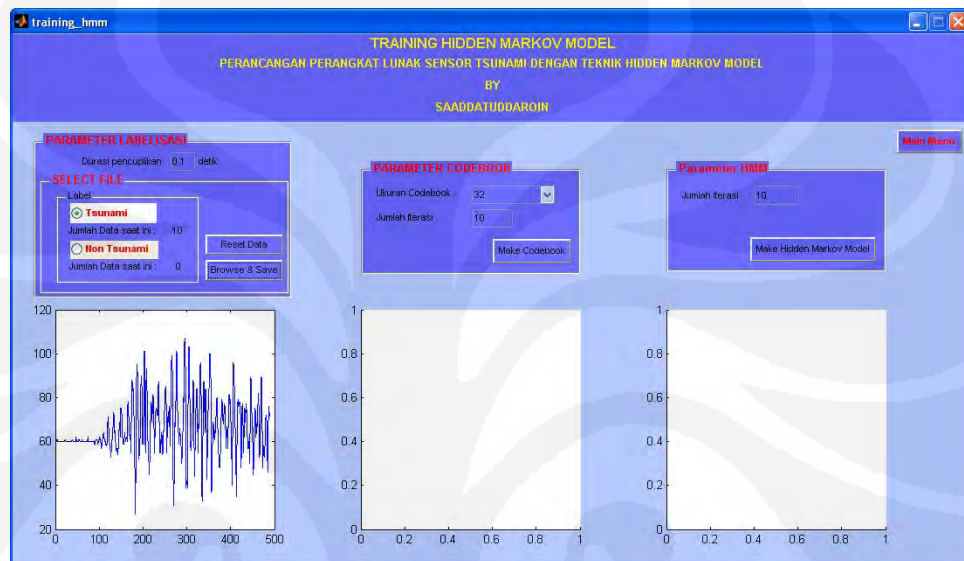 training_hmm
TRAINING HIDDEN MARKOV MODEL
PERANCANGAN PERANGKAT LUNAK SENSOR TSUNAMI DENGAN TEKNIK HIDDEN MARKOV MODEL
BY
SAADDATUDDAROIN
Main Menu
PARAMETER LABELISASI
Durasi pencuplikan 0.1 detik
SELECT FILE
Label
Tsunami
Jumlah Data saat ini : 10
Non Tsunami
Jumlah Data saat ini : 0
Reset Data
Browse & Save
PARAMETER CODEBOOK
Ukuran Codebook 32
Jumlah Iterasi 10
Make Codebook
Parameter HMM
Jumlah Iterasi 10
Make Hidden Markov Model
120
100
80
60
40
20
0 100 200 300 400 500
1
0.8
0.6
0.4
0.2
0
0 0.2 0.4 0.6 0.8 1
1
0.8
0.6
0.4
0.2
0
0 0.2 0.4 0.6 0.8 1